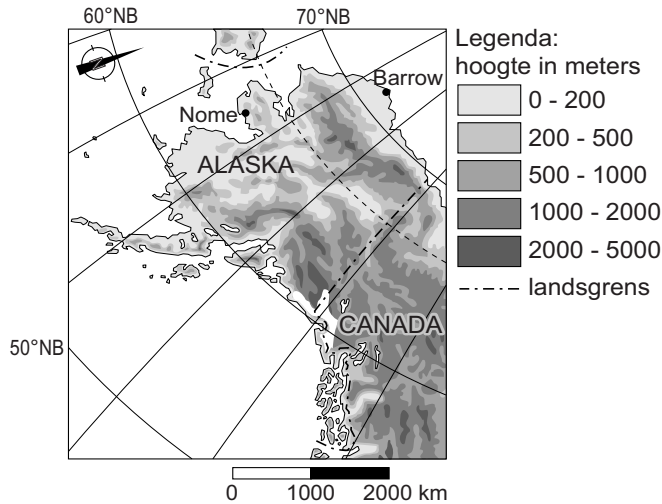 60°NB
70°NB
Legenda:
hoogte in meters
0 - 200
200 - 500
500 - 1000
1000 - 2000
2000 - 5000
landsgrens
Barrow
Nome
ALASKA
CANADA
50°NB
0 1000 2000 km